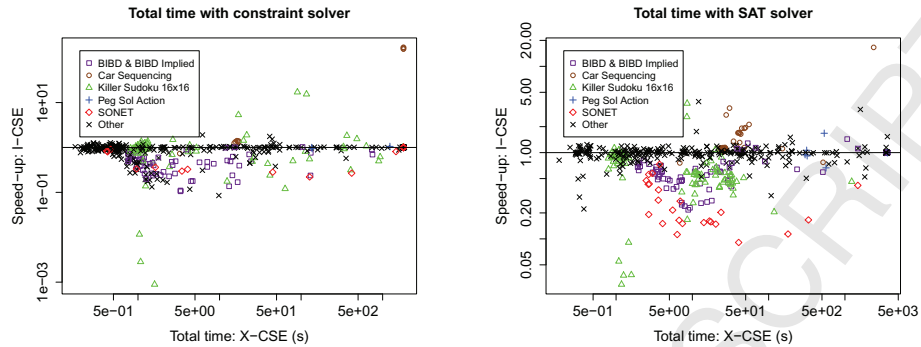 Total time with constraint solver
Speed−up: I−CSE
1e+01
1e−01
1e−03
BIBD & BIBD Implied
Car Sequencing
Killer Sudoku 16x16
Peg Sol Action
SONET
Other
5e−01
5e+00
5e+01
5e+02
Total time: X−CSE (s)
Total time with SAT solver
Speed−up: I−CSE
20.00
5.00
1.00
0.20
0.05
BIBD & BIBD Implied
Car Sequencing
Killer Sudoku 16x16
Peg Sol Action
SONET
Other
5e−01
5e+00
5e+01
5e+02
5e+03
Total time: X−CSE (s)
SCRIPT